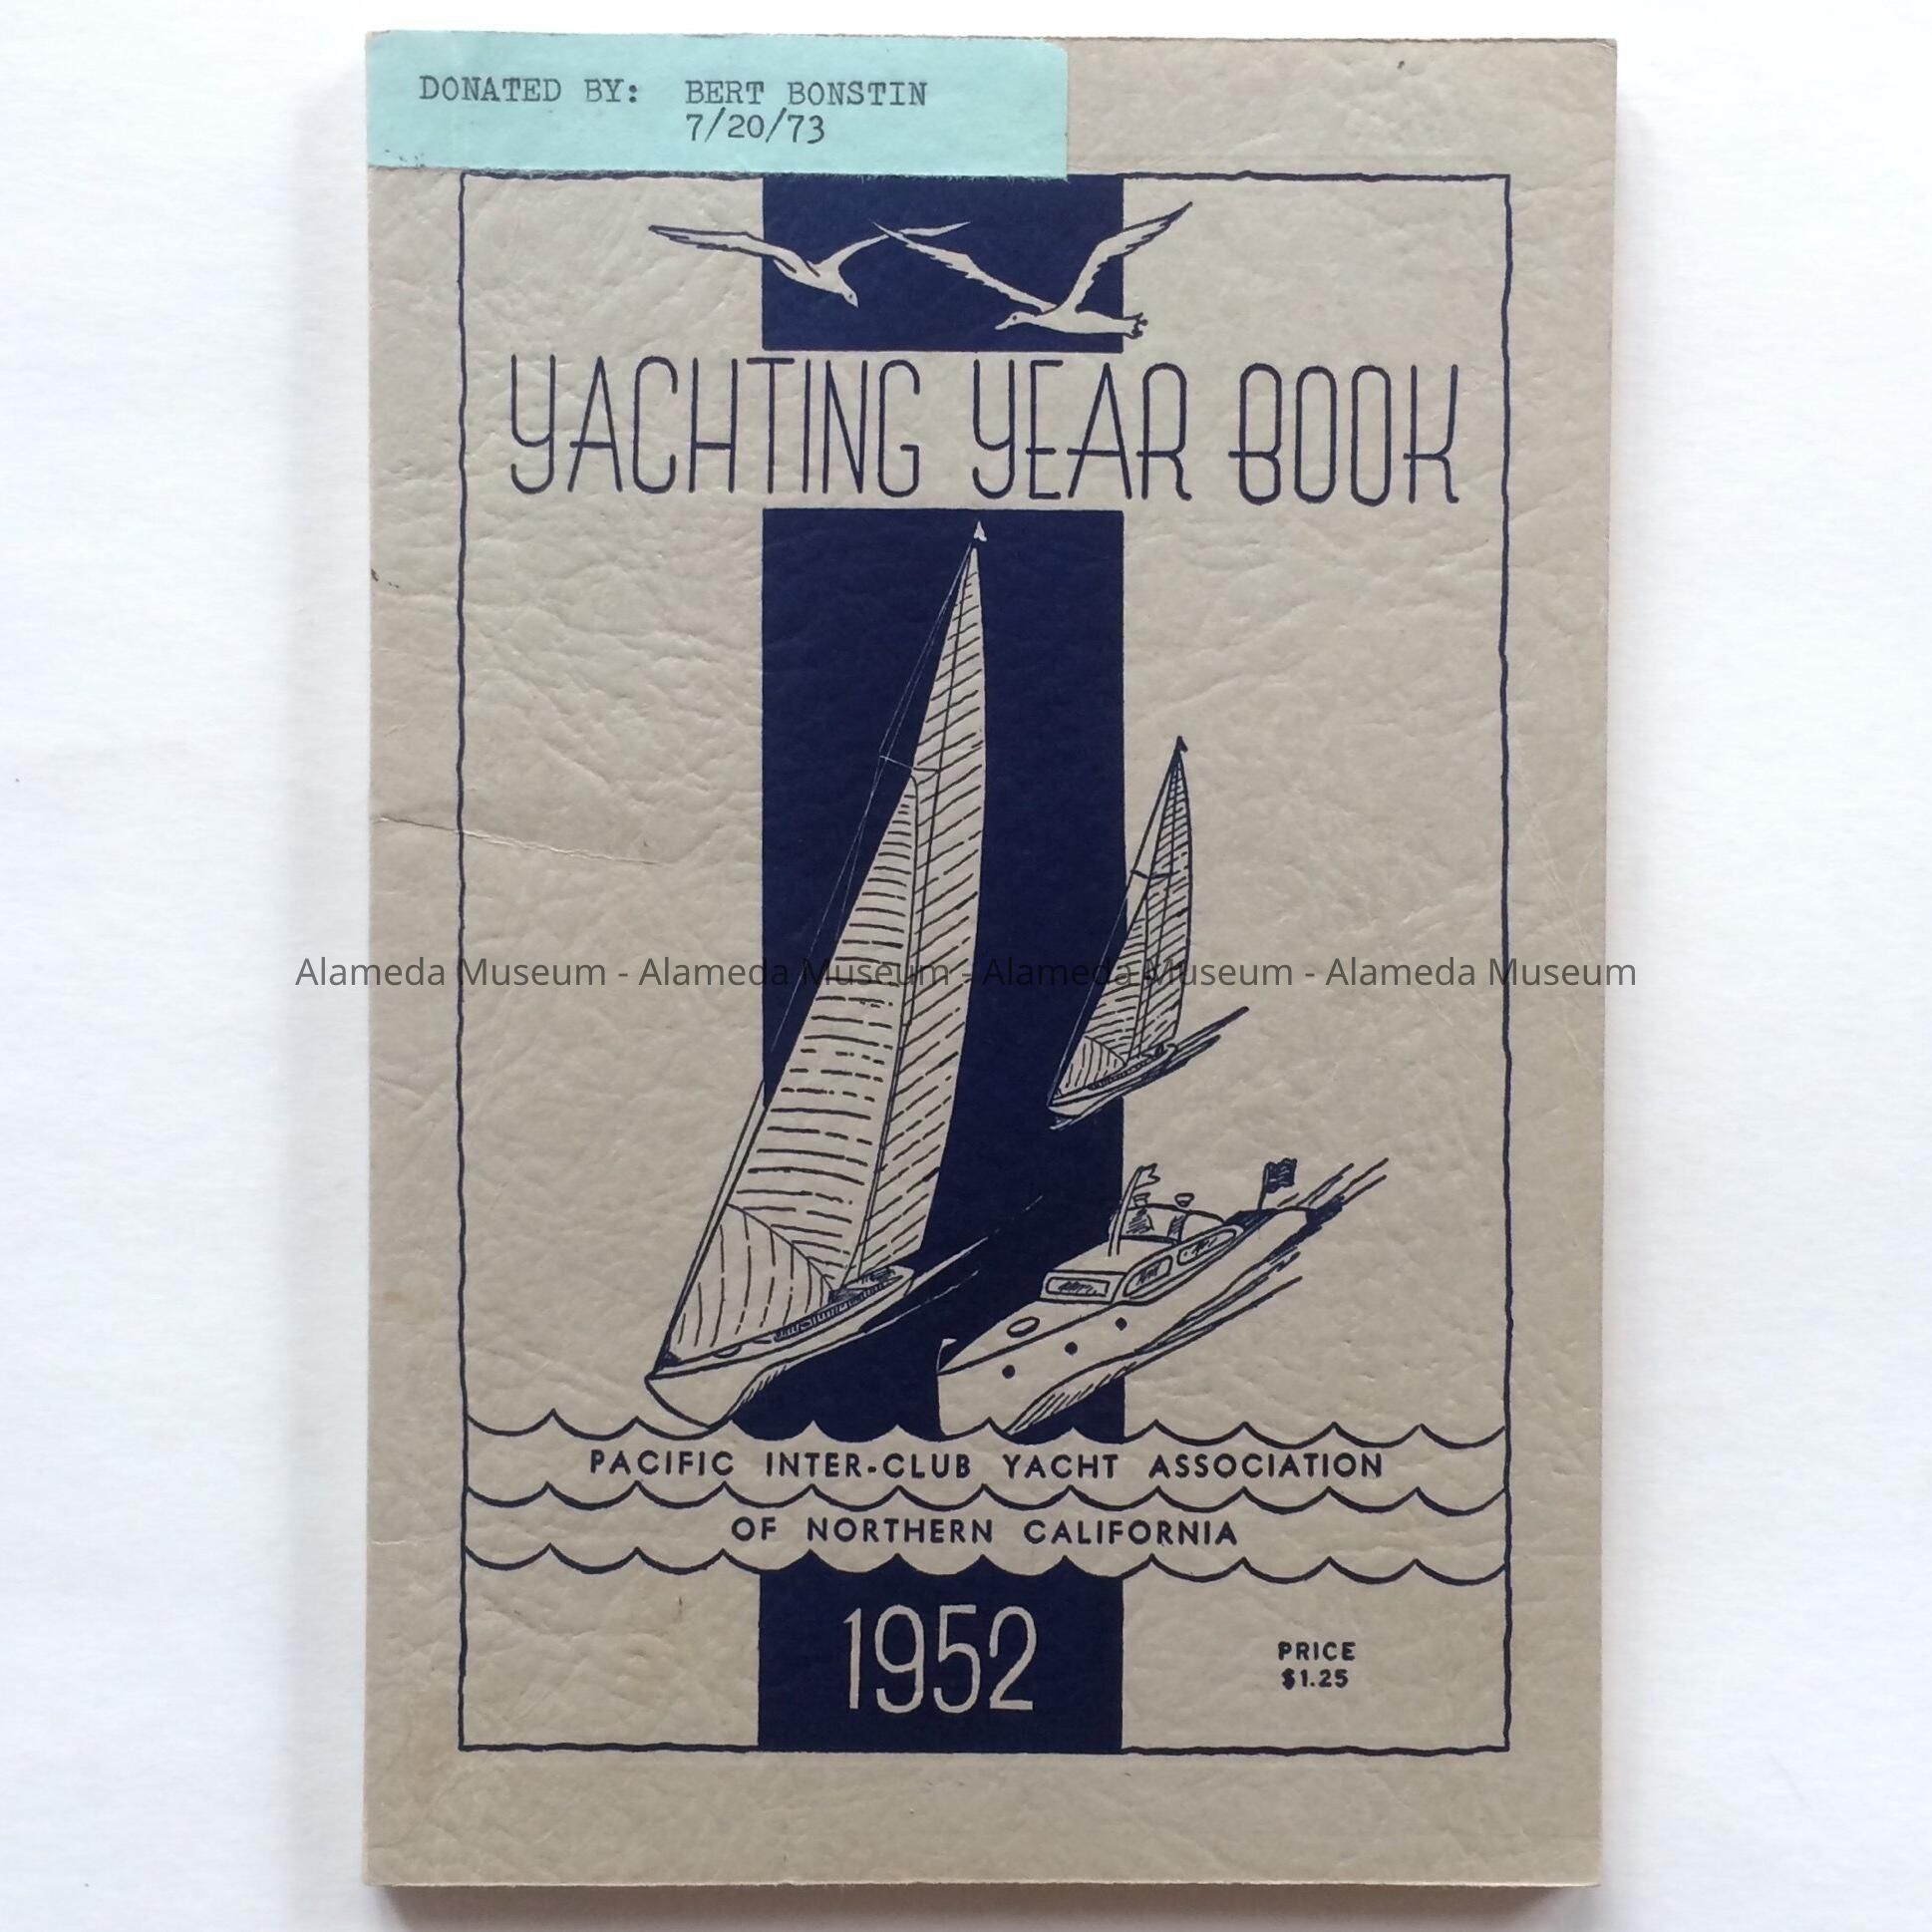 DONATED BY: BERT BONSTIN
7/20/73
YACHTING YEAR BOOK
Alameda Museum - Alameda Museum - Alameda Museum - Alameda Museum
PACIFIC INTER-CLUB YACHT ASSOCIATION
OF NORTHERN CALIFORNIA
1952
PRICE
$1.25